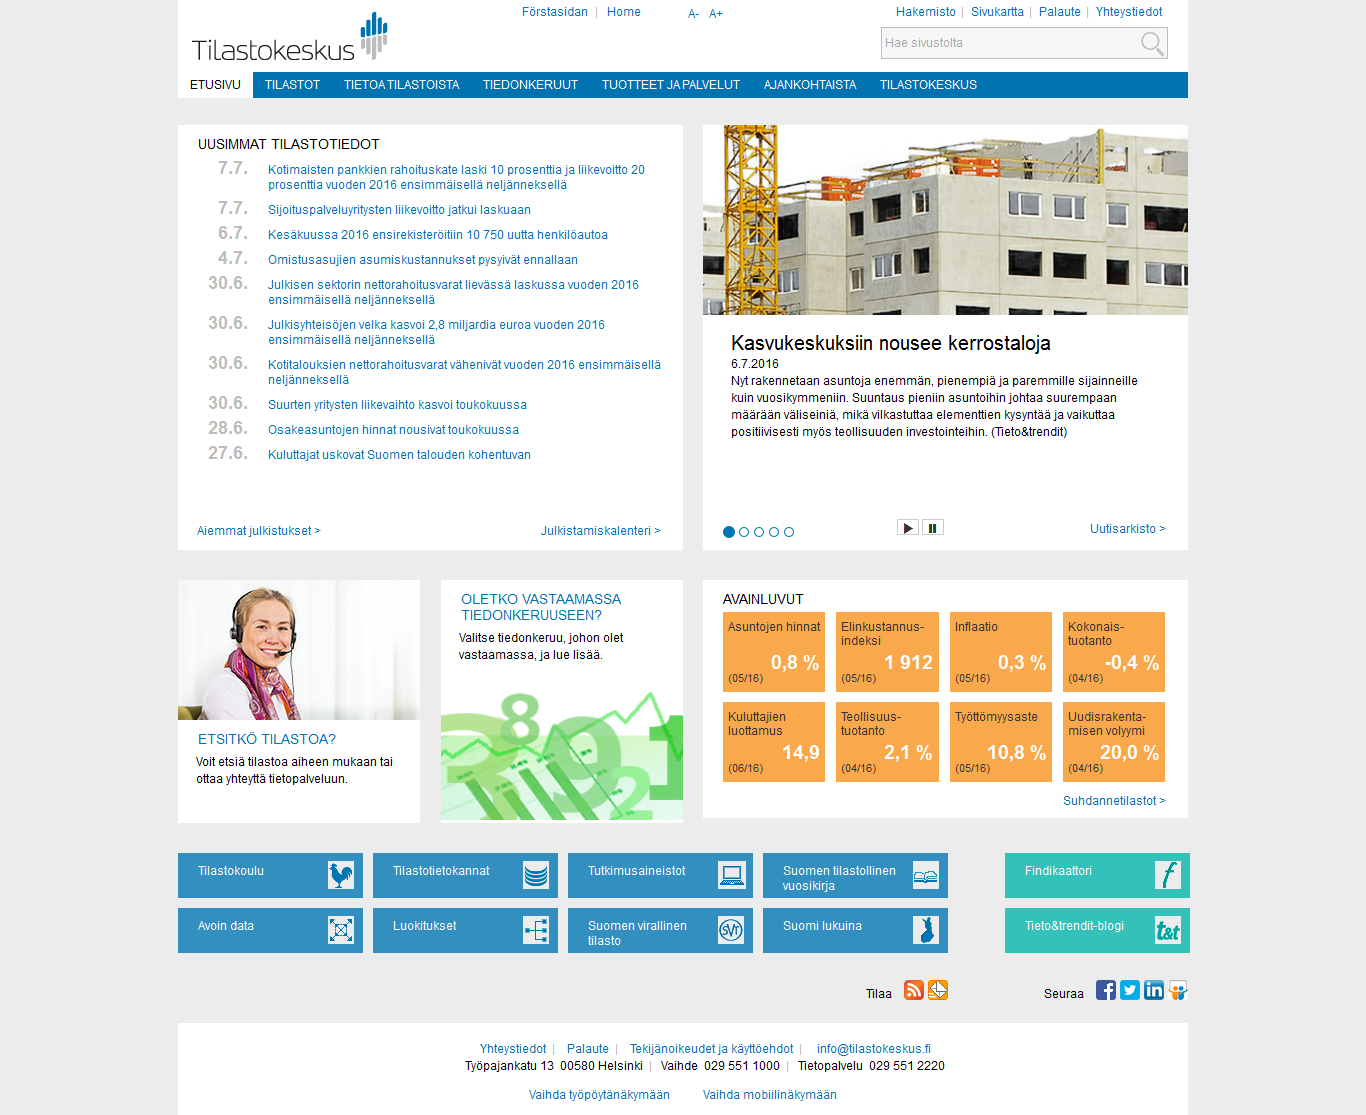 Förstasidan | Home
A- A+
Hakemisto | Sivukartta | Palaute | Yhteystiedot
Tilastokeskus
Hae sivustolta
ETUSIVU TILASTOT TIETOA TILASTOISTA TIEDONKERUUT TUOTTEET JA PALVELUT AJANKOHTAISTA TILASTOKESKUS
UUSIMMAT TILASTOTIEDOT
7.7. Kotimaisten pankkien rahoituskate laski 10 prosenttia ja liikevoitto 20
prosenttia vuoden 2016 ensimmäisellä neljänneksellä
7.7. Sijoituspalveluyritysten liikevoitto jatkui laskuaan
6.7. Kesäkuussa 2016 ensirekisteröitiin 10 750 uutta henkilöautoa
4.7. Omistusasujien asumiskustannukset pysyivät ennallaan
30.6. Julkisen sektorin nettorahoitusvarat lievässä laskussa vuoden 2016
ensimmäisellä neljänneksellä
30.6. Julkisyhteisöjen velka kasvoi 2,8 miljardia euroa vuoden 2016
ensimmäisellä neljänneksellä
30.6. Kotitalouksien nettorahoitusvarat vähenivät vuoden 2016 ensimmäisellä
neljänneksellä
30.6. Suurten yritysten liikevaihto kasvoi toukokuussa
28.6. Osakeasuntojen hinnat nousivat toukokuussa
27.6. Kuluttajat uskovat Suomen talouden kohentuvan
Aiemmat julkistukset > Julkistamiskalenteri >
Kasvukeskuksiin nousee kerrostaloja
6.7.2016
Nyt rakennetaan asuntoja enemmän, pienempiä ja paremmille sijainneille
kuin vuosikymmeniin. Suuntaus pieniin asuntoihin johtaa suurempaan
määrään väliseiniä, mikä vilkastuttaa elementtien kysyntää ja vaikuttaa
positiivisesti myös teollisuuden investointeihin. (Tieto&trendit)
Uutisarkisto >
ETSITKÖ TILASTOA?
Voit etsiä tilastoa aiheen mukaan tai
ottaa yhteyttä tietopalveluun.
OLETKO VASTAAMASSA
TIEDONKERUUSEEN?
Valitse tiedonkeruu, johon olet
vastaamassa, ja lue lisää.
8 9 2 1
AVAINLUVUT
Asuntojen hinnat
0,8 %
(05/16)
Elinkustannus-
indeksi
1 912
(05/16)
Inflaatio
0,3 %
(05/16)
Kokonais-
tuotanto
-0,4 %
(04/16)
Kuluttajien
luottamus
14,9
(06/16)
Teollisuus-
tuotanto
2,1 %
(04/16)
Työttömyysaste
10,8 %
(05/16)
Uudisrakenta-
misen volyymi
20,0 %
(04/16)
Suhdannetilastot >
Tilastokoulu
Tilastotietokannat
Tutkimusaineistot
Suomen tilastollinen
vuosikirja
Findikaattori f
Avoin data
Luokitukset
Suomen virallinen
tilasto
SVT
Suomi lukuina
Tieto&trendit-blogi t&t
Tilaa
Seuraa f in
Yhteystiedot | Palaute | Tekijänoikeudet ja käyttöehdot | info@tilastokeskus.fi
Työpajankatu 13 00580 Helsinki | Vaihde 029 551 1000 | Tietopalvelu 029 551 2220
Vaihda työpöytänäkymään Vaihda mobiilinäkymään